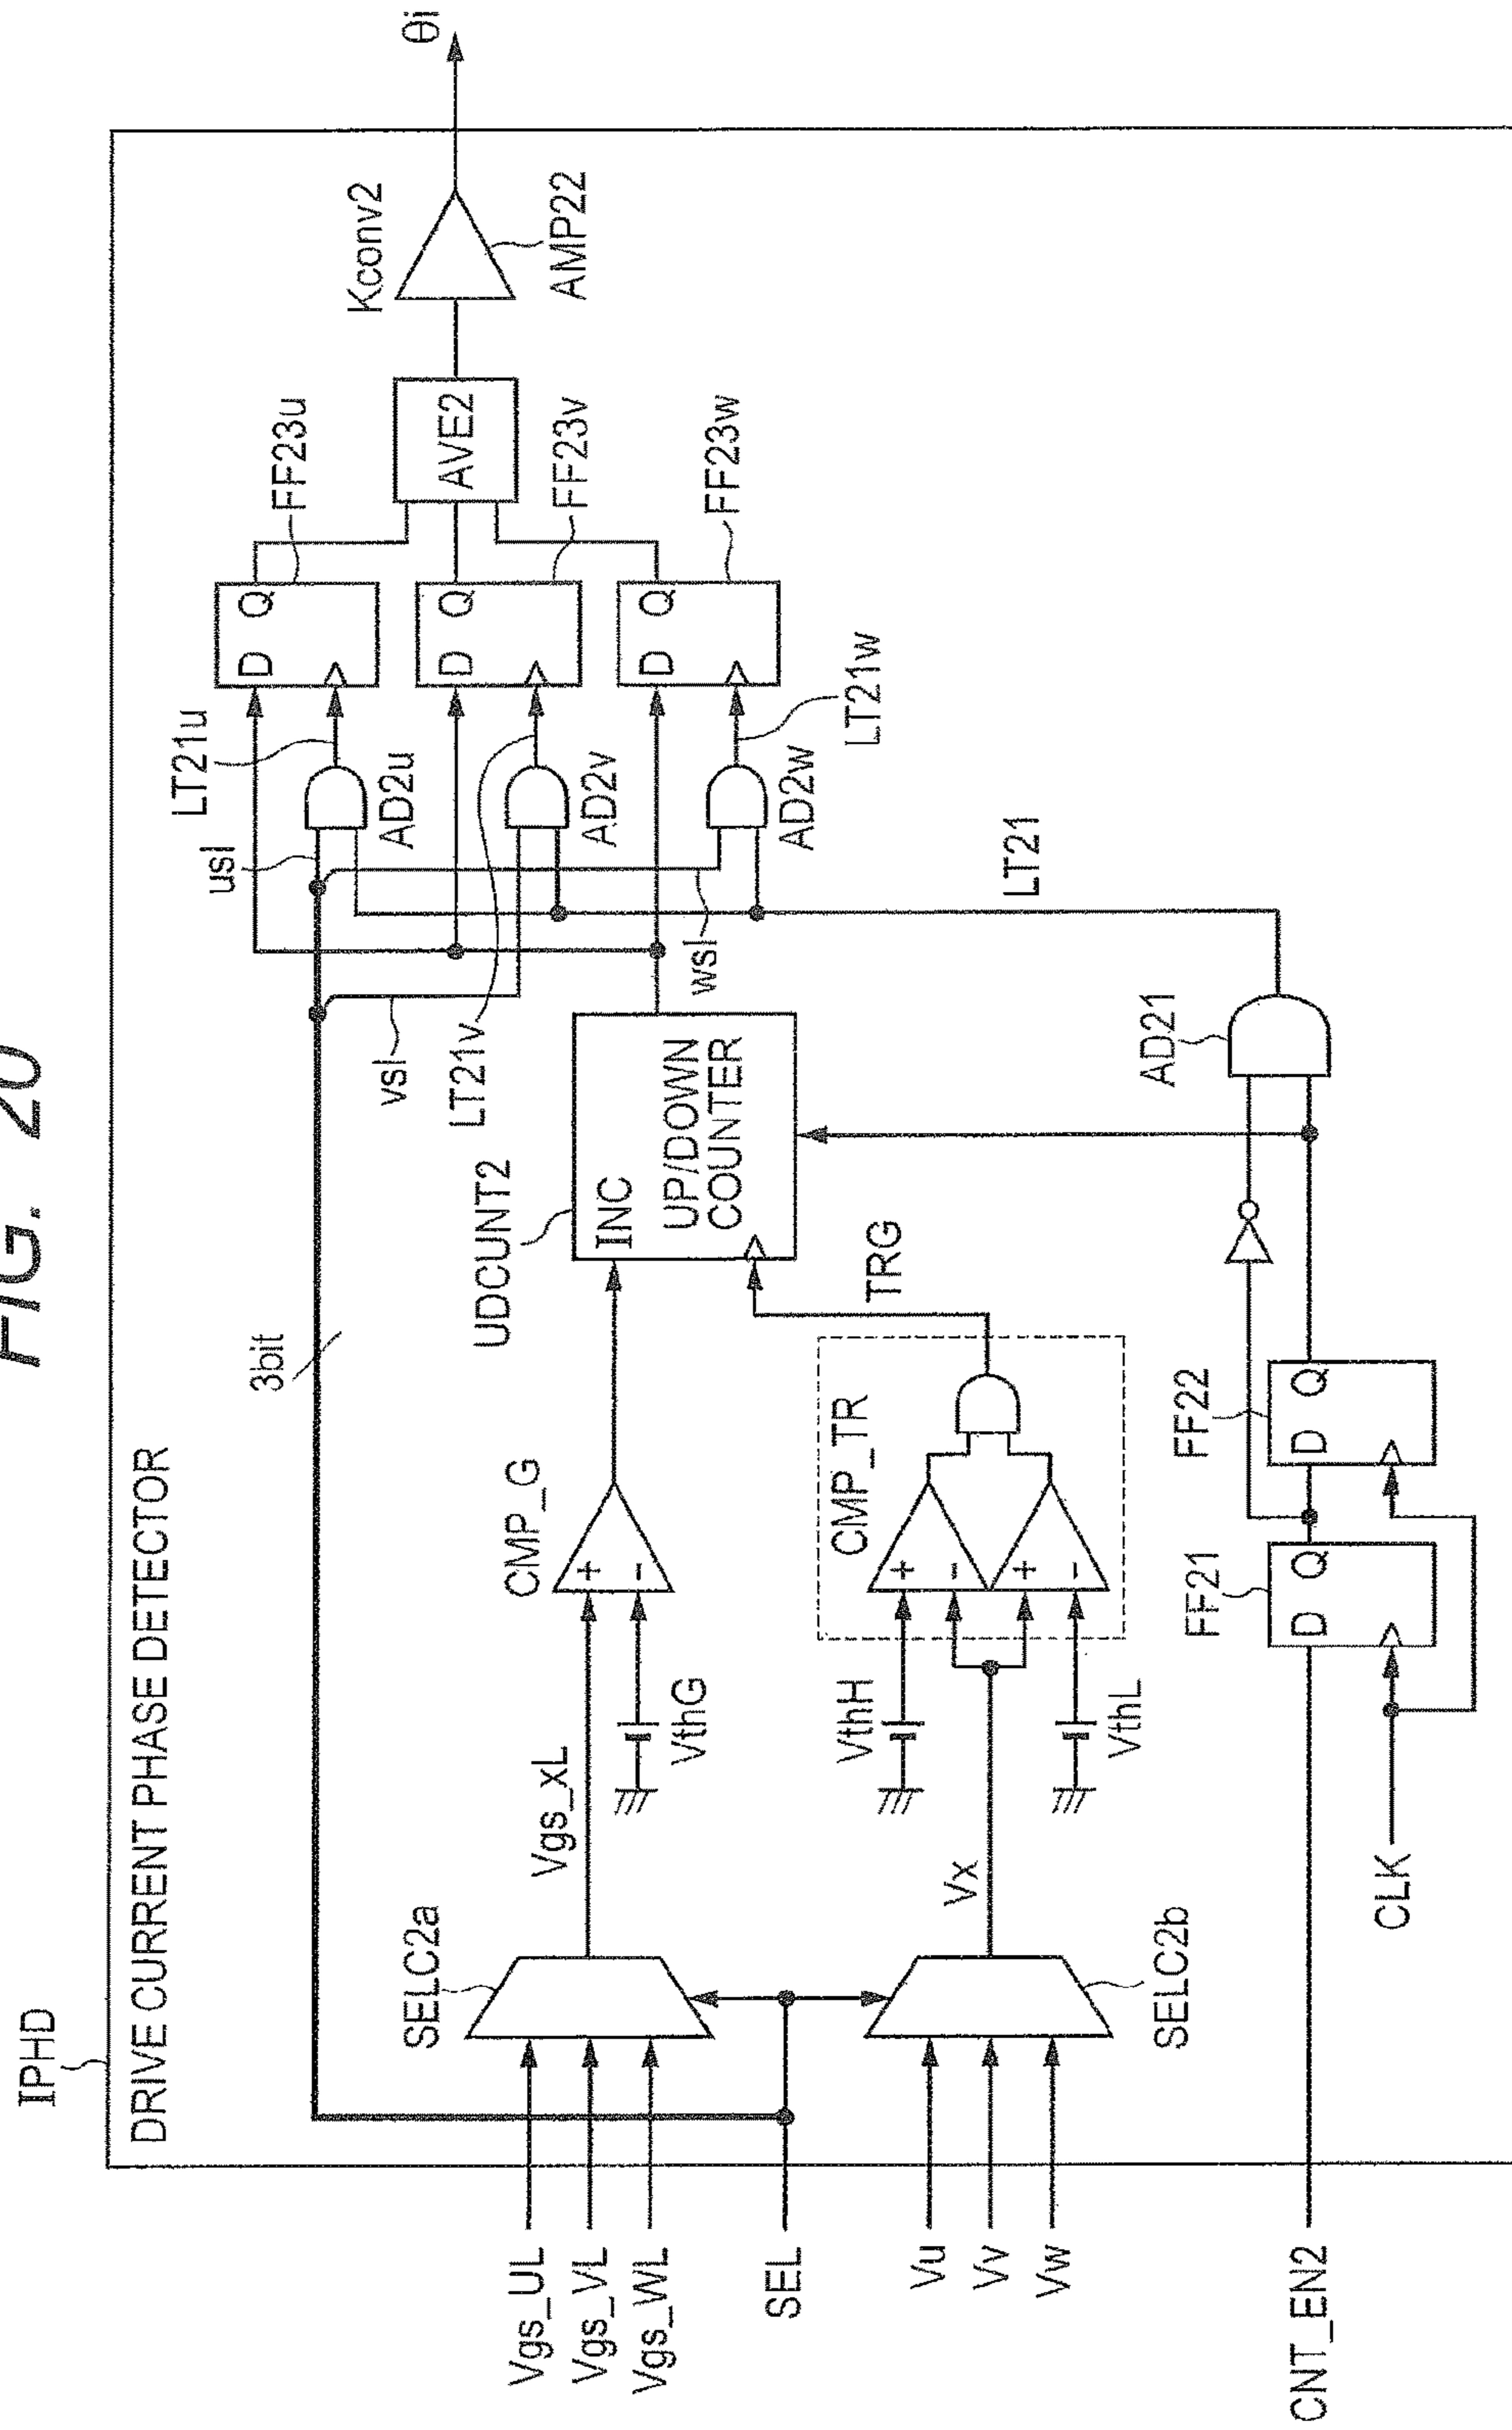 FIG. 20
IPHD
DRIVE CURRENT PHASE DETECTOR
Vgs_UL
Vgs_VL
Vgs_WL
SEL
Vu
Vv
Vw
CNT_EN2
CLK
SELC2a
SELC2b
3bit
Vgs_xL
VthG
CMP_G
+
-
Vx
VthH
VthL
CMP_TR
+
-
+
-
TRG
UDCUNT2
INC
UP/DOWN
COUNTER
FF21
D Q
FF22
D Q
AD21
LT21
usl
vsl
wsl
LT21u
LT21v
LT21w
AD2u
AD2v
AD2w
D Q
FF23u
D Q
FF23v
D Q
FF23w
AVE2
Kconv2
AMP22
θi